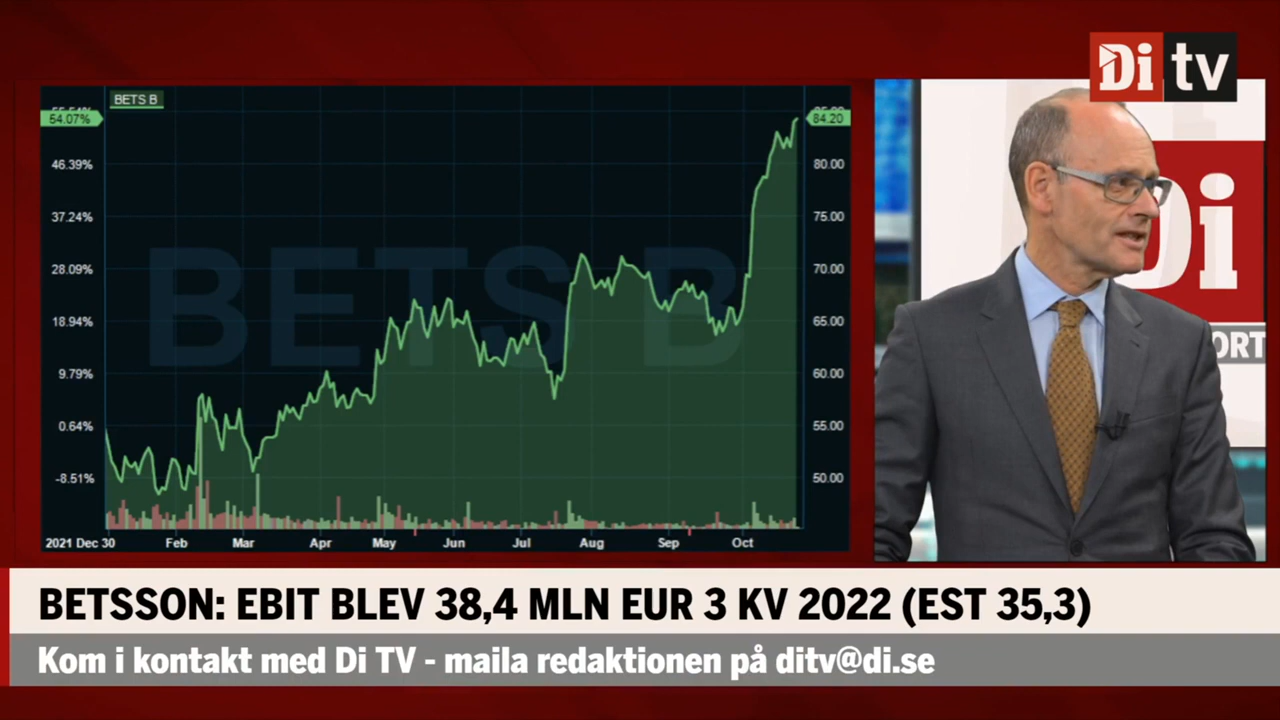 Di tv
BETS B
54.07%
46.39%
37.24%
28.09%
18.94%
9.79%
0.64%
-8.51%
BETS B
84.20
80.00
75.00
70.00
65.00
60.00
55.00
50.00
2021 Dec 30 Feb Mar Apr May Jun Jul Aug Sep Oct
Di
ORT
BETSSON: EBIT BLEV 38,4 MLN EUR 3 KV 2022 (EST 35,3)
Kom i kontakt med Di TV - maila redaktionen på ditv@di.se